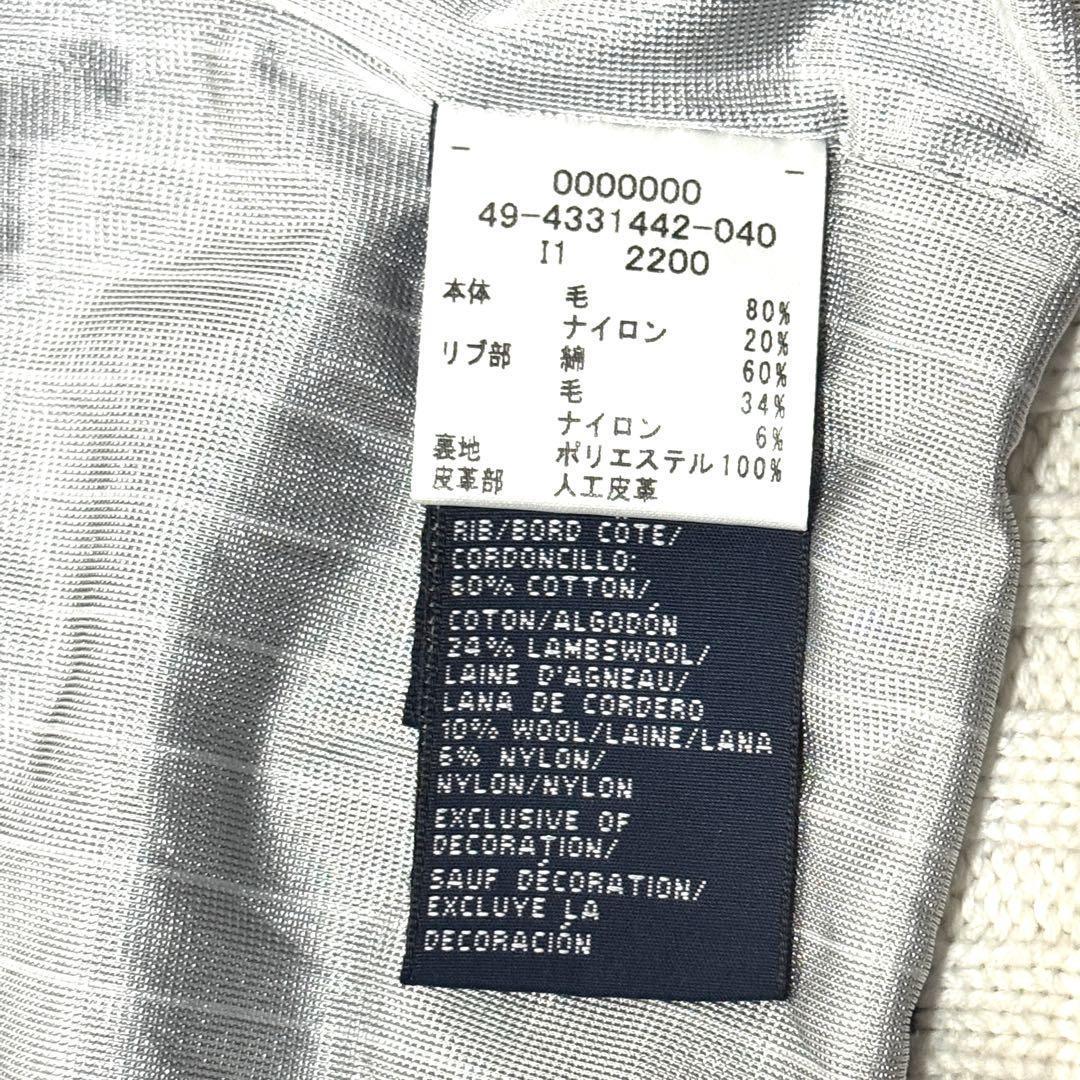 0000000
49-4331442-040
I1 2200
本体 毛 80%
ナイロン 20%
リブ部 綿 60%
毛 34%
ナイロン 6%
裏地 ポリエステル 100%
皮革部 人工皮革
RIB/BORD COTE/
CORDONCILLO:
60% COTTON/
COTON/ALGODÓN
24% LAMBSWOOL/
LAINE D'AGNEAU/
LANA DE CORDERO
10% WOOL/LAINE/LANA
6% NYLON/
NYLON/NYLON
EXCLUSIVE OF
DECORATION/
SAUF DÉCORATION/
EXCLUYE LA
DECORACIÓN